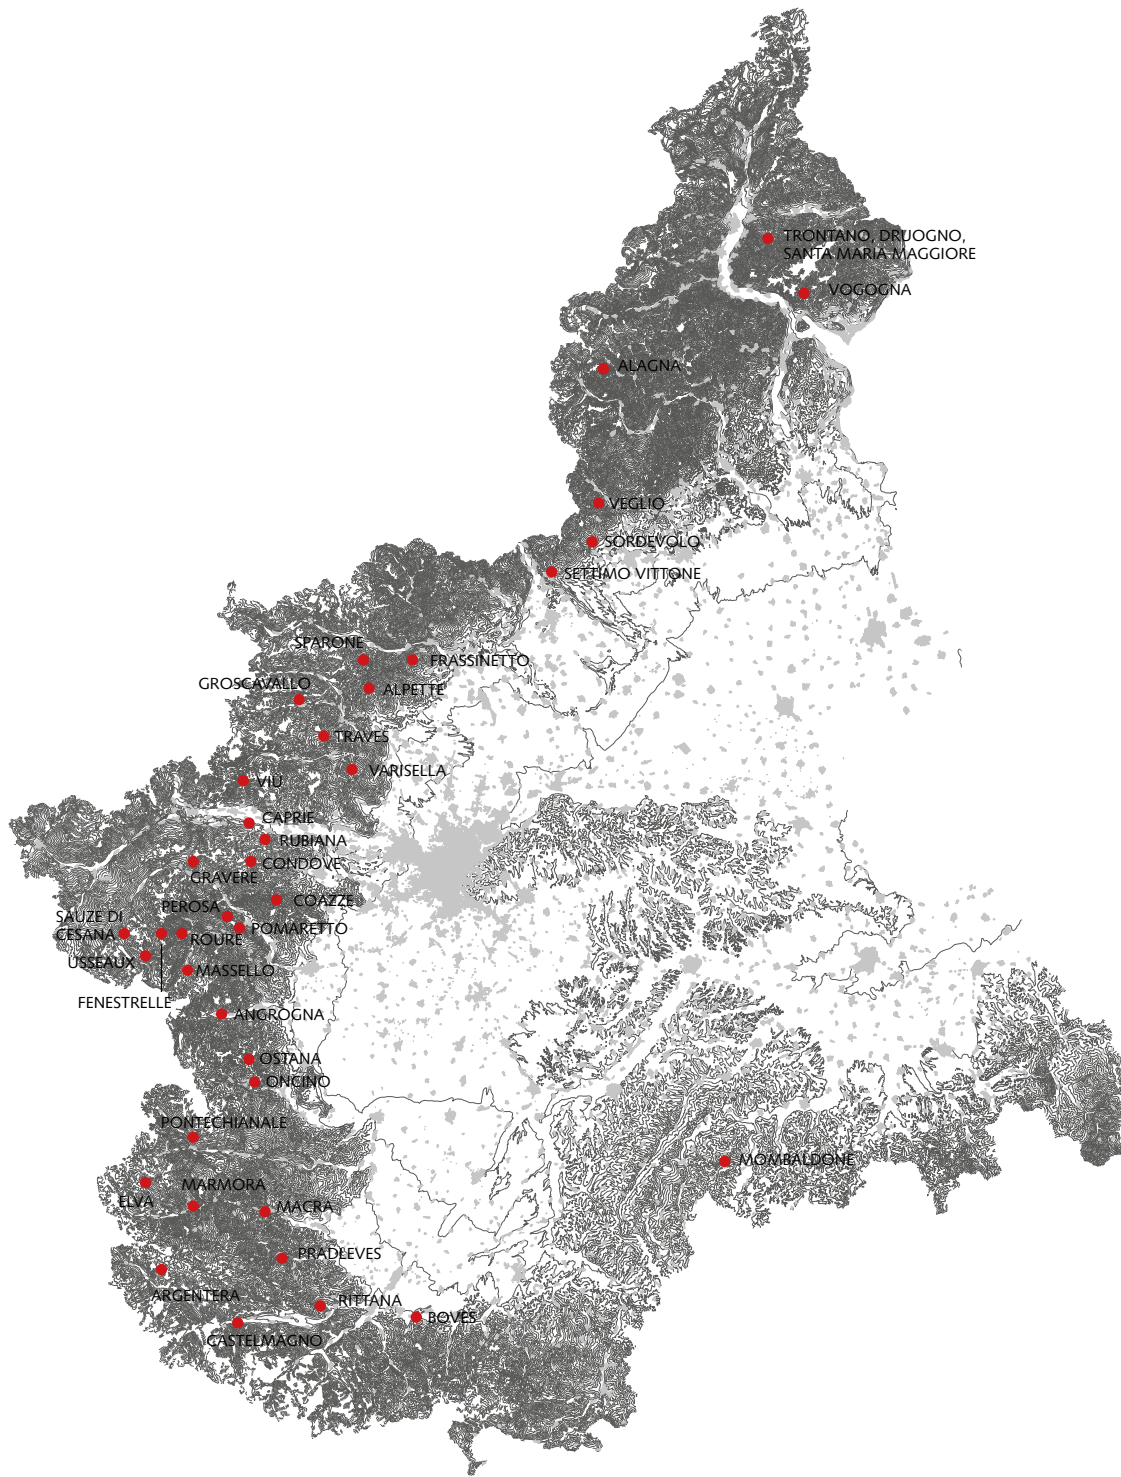 TRONTANO, DRUOGNO,
SANTA MARIA MAGGIORE
VOGOGNA
ALAGNA
VEGLIO
SORDEVOLO
SETTIMO VITTONE
SPARONE
FRASSINETTO
GROSCAVALLO
ALPETTE
TRAVES
VARISELLA
VIÙ
CAPRIE
RUBIANA
CONDOVE
GRAVERE
COAZZE
PEROSA
SAUZE DI
CESANA
POMARETTO
ROURE
USSEAUX
MASSELLO
FENESTRELLE
ANGROGNA
OSTANA
ONCINO
PONTECHIANALE
MOMBALDONE
MARMORA
ELVA
MACRA
PRADLEVES
ARGENTERA
RITTANA
BOVES
CASTELMAGNO